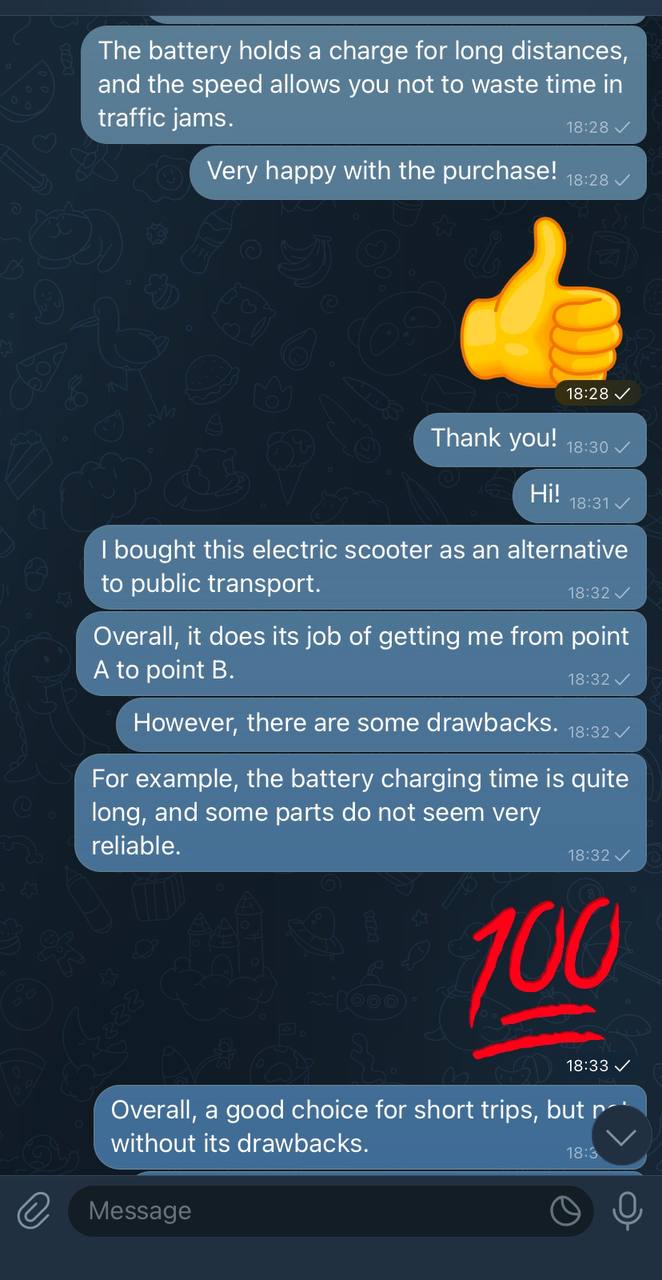 The battery holds a charge for long distances,
and the speed allows you not to waste time in
traffic jams.
18:28
Very happy with the purchase!
18:28
18:28
Thank you!
18:30
Hi!
18:31
I bought this electric scooter as an alternative
to public transport.
18:32
Overall, it does its job of getting me from point
A to point B.
18:32
However, there are some drawbacks.
18:32
For example, the battery charging time is quite
long, and some parts do not seem very
reliable.
18:32
100
18:33
Overall, a good choice for short trips, but
without its drawbacks.
Message